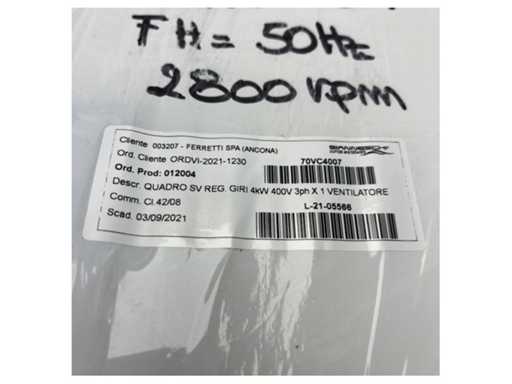 FH = 50Hz
2800 rpm
Cliente 003207 - FERRETTI SPA (ANCONA)
Ord. Cliente ORDVI-2021-1230
70VC4007
Ord. Prod: 012004
Descr. QUADRO SV REG. GIRI 4kW 400V 3ph X 1 VENTILATORE
Comm. Cl.42/08
L-21-05566
Scad. 03/09/2021